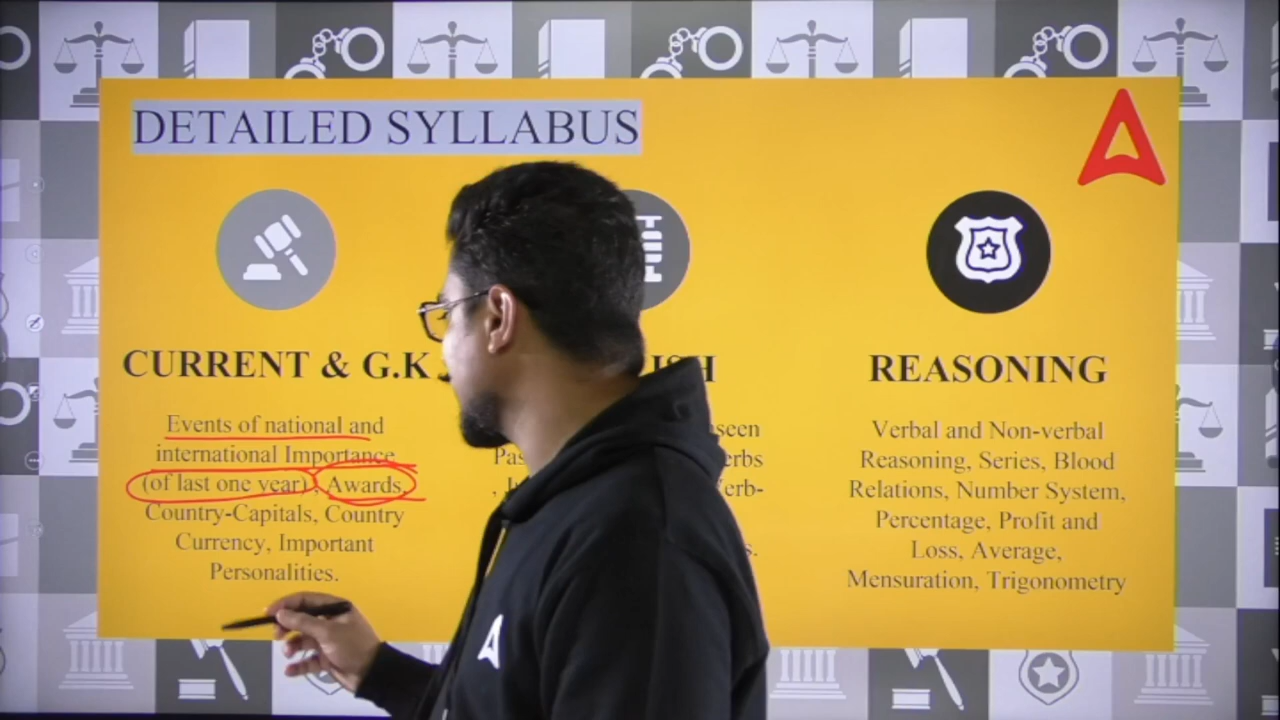 DETAILED SYLLABUS
CURRENT & G.K
Events of national and
international Importance
(of last one year), Awards,
Country-Capitals, Country
Currency, Important
Personalities.
REASONING
Verbal and Non-verbal
Reasoning, Series, Blood
Relations, Number System,
Percentage, Profit and
Loss, Average,
Mensuration, Trigonometry